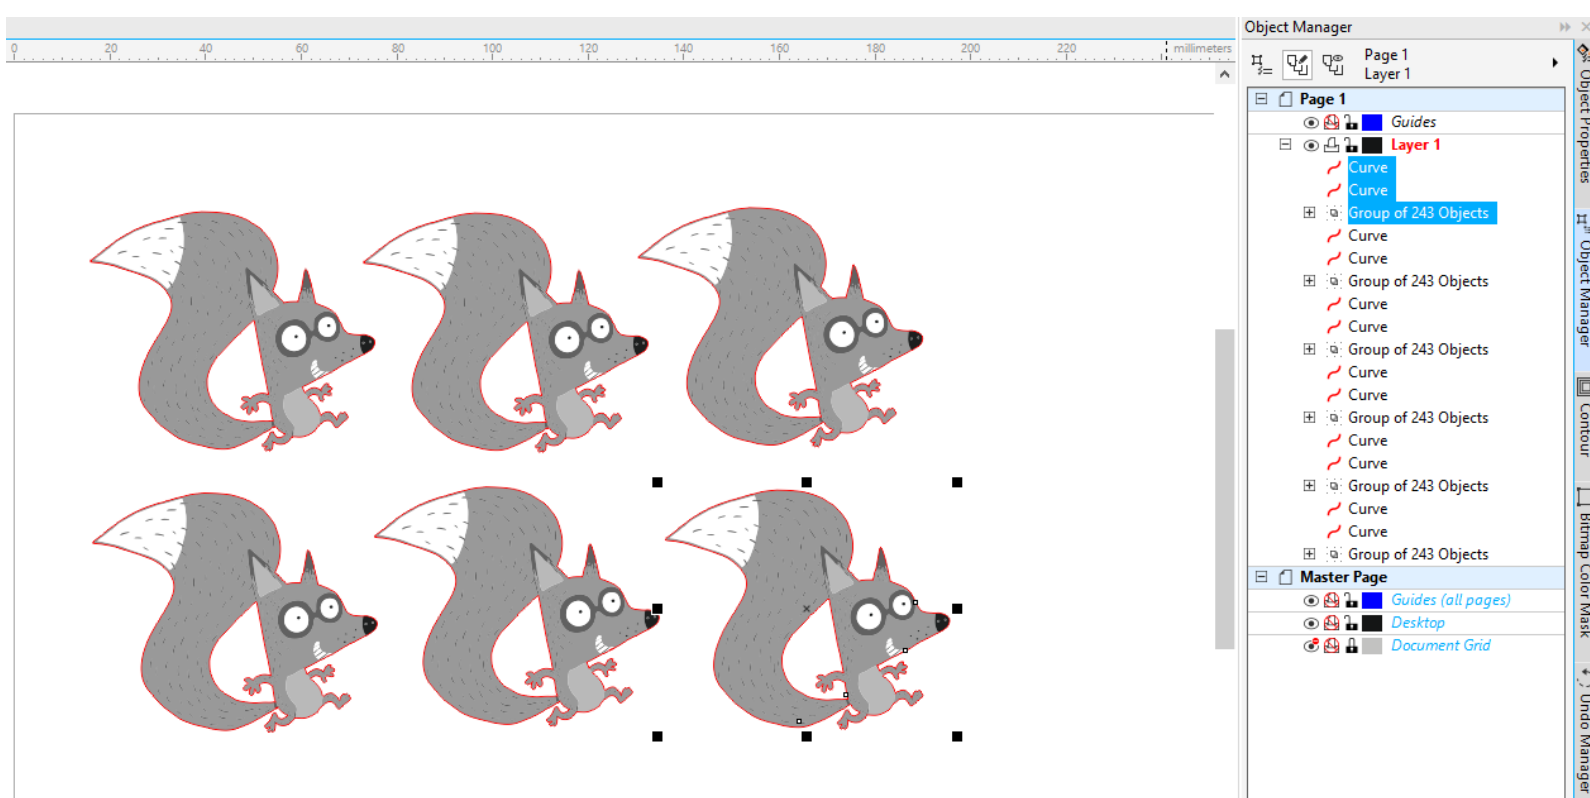 Object Manager
0 20 40 60 80 100 120 140 160 180 200 220 millimeters
Page 1
Layer 1
Page 1
Guides
Layer 1
Curve
Curve
Group of 243 Objects
Curve
Curve
Group of 243 Objects
Curve
Curve
Group of 243 Objects
Curve
Curve
Group of 243 Objects
Curve
Curve
Group of 243 Objects
Curve
Curve
Group of 243 Objects
Master Page
Guides (all pages)
Desktop
Document Grid
Object Properties
Object Manager
Contour
Bitmap Color Mask
Undo Manager